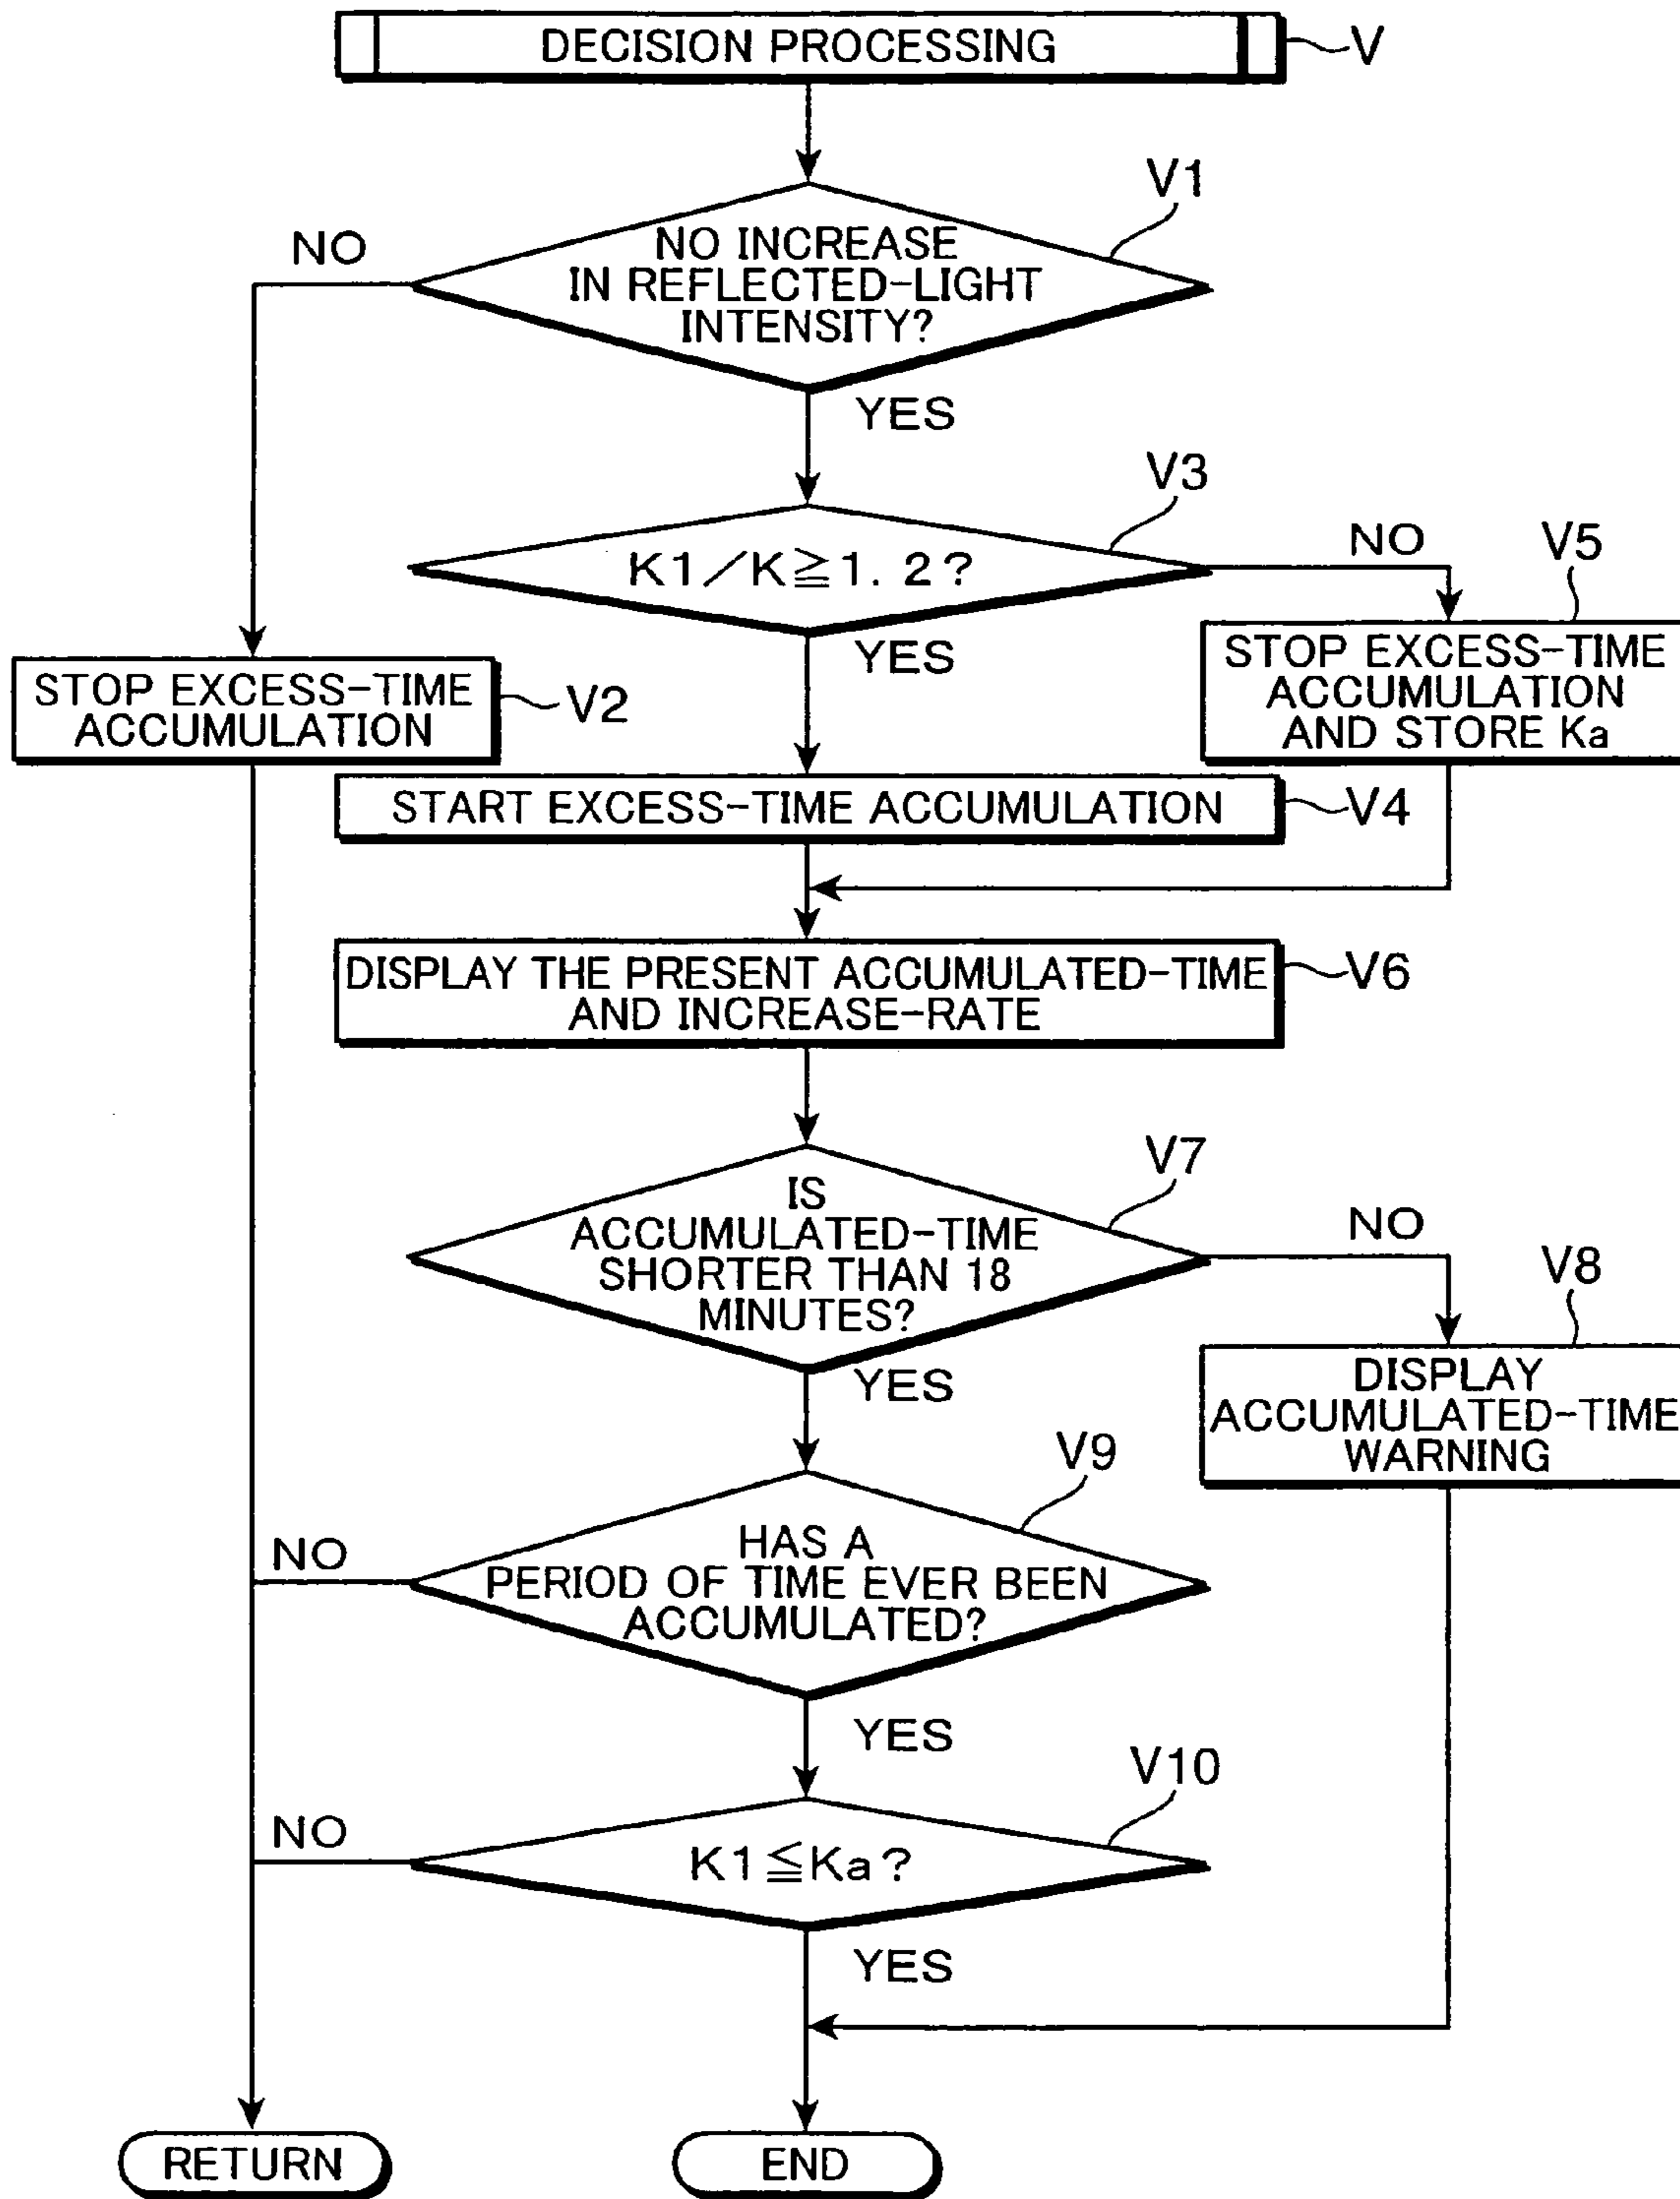 DECISION PROCESSING
V
V1
NO
NO INCREASE
IN REFLECTED-LIGHT
INTENSITY?
YES
V3
K1/K≧1.2?
NO
V5
YES
STOP EXCESS-TIME
ACCUMULATION
V2
STOP EXCESS-TIME
ACCUMULATION
AND STORE Ka
START EXCESS-TIME ACCUMULATION
V4
DISPLAY THE PRESENT ACCUMULATED-TIME
AND INCREASE-RATE
V6
V7
IS
ACCUMULATED-TIME
SHORTER THAN 18
MINUTES?
NO
V8
YES
DISPLAY
ACCUMULATED-TIME
WARNING
V9
NO
HAS A
PERIOD OF TIME EVER BEEN
ACCUMULATED?
YES
V10
NO
K1≦Ka?
YES
RETURN
END